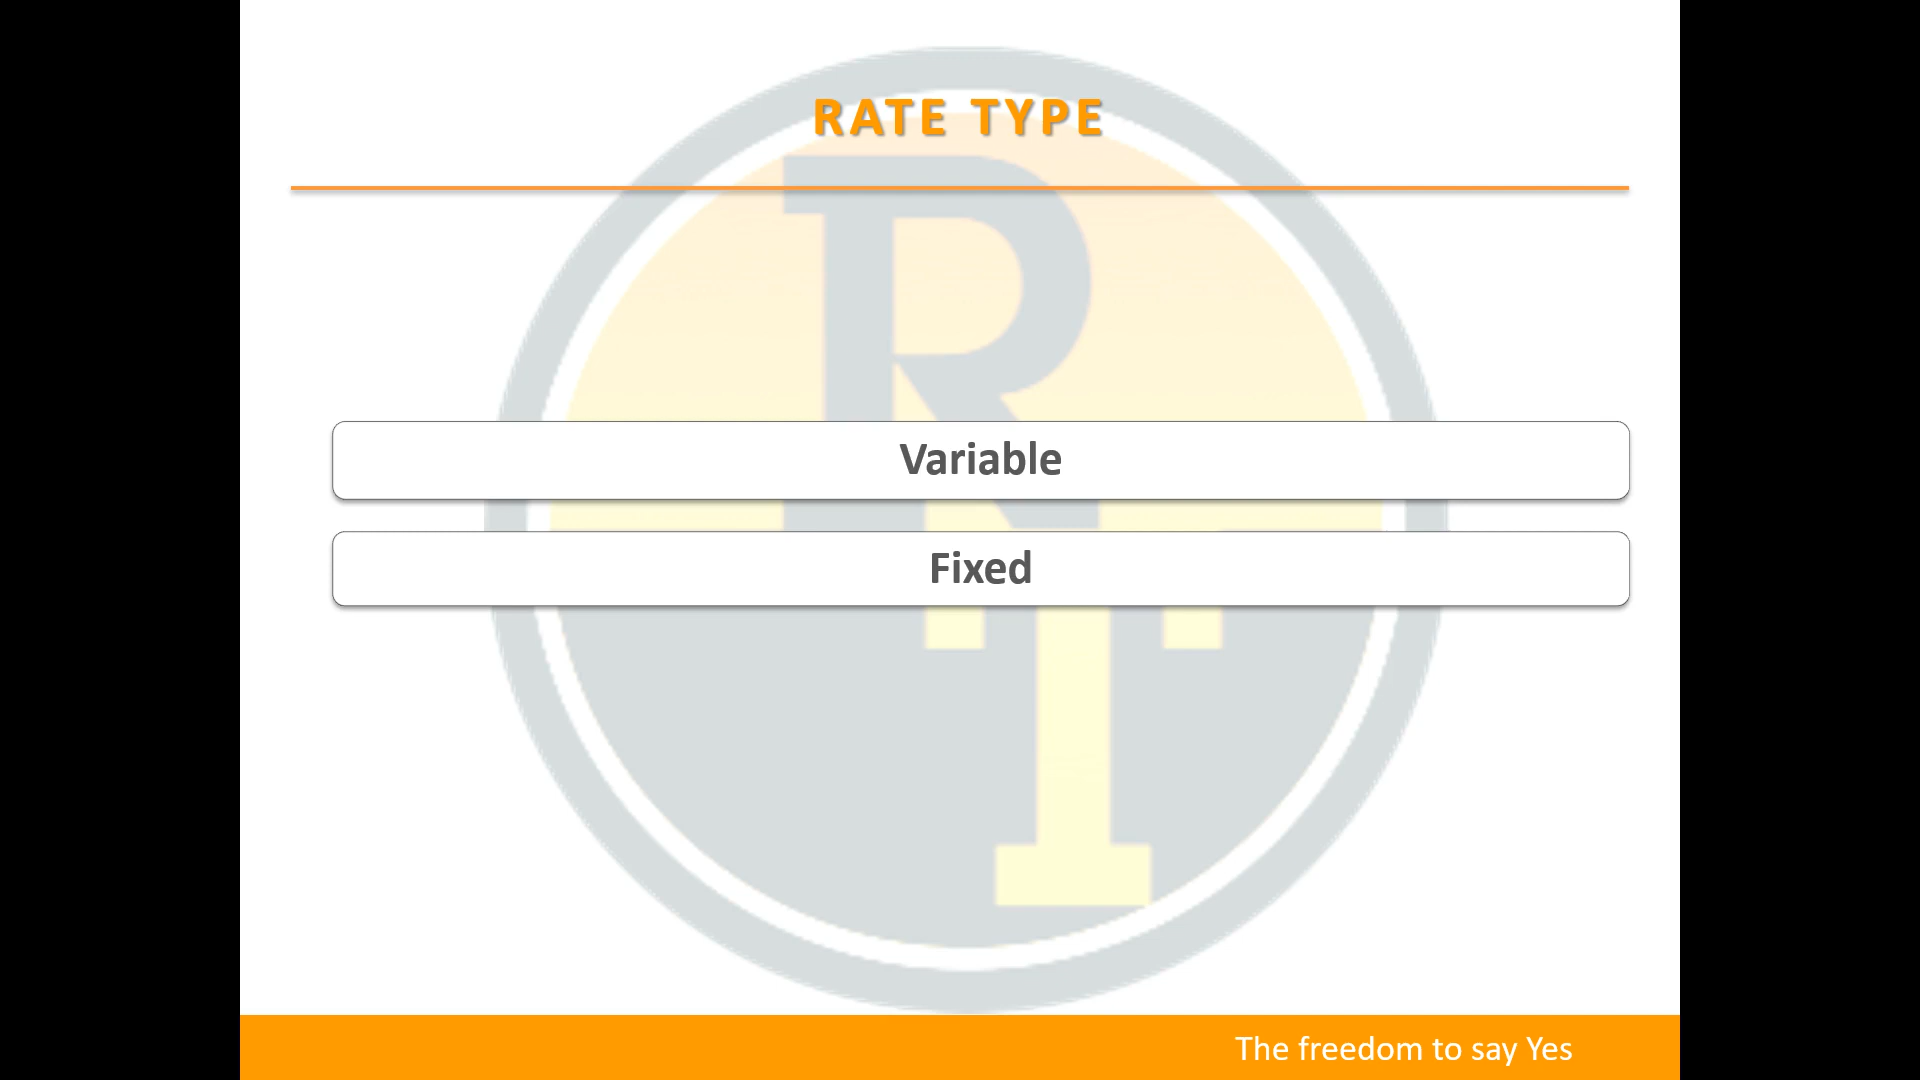 RATE TYPE
Variable
Fixed
The freedom to say Yes